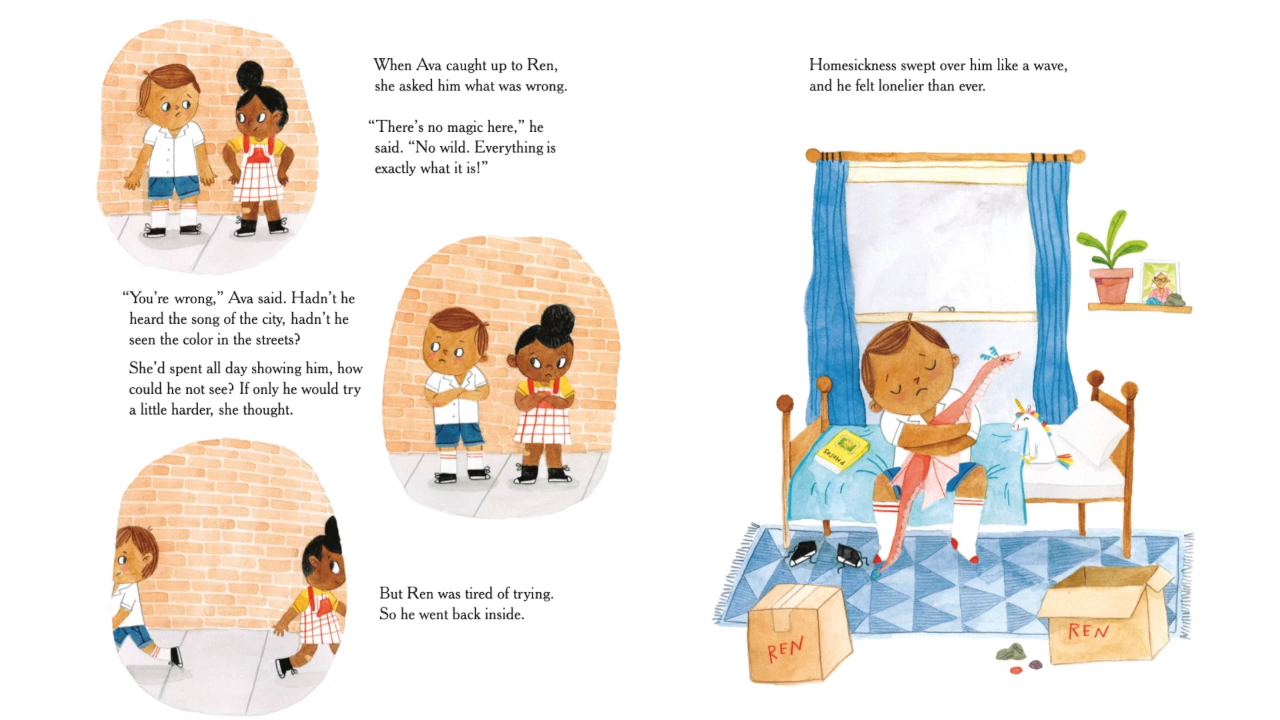 When Ava caught up to Ren,
she asked him what was wrong.
“There’s no magic here,” he
said. “No wild. Everything is
exactly what it is!”
“You’re wrong,” Ava said. Hadn’t he
heard the song of the city, hadn’t he
seen the color in the streets?
She’d spent all day showing him, how
could he not see? If only he would try
a little harder, she thought.
But Ren was tired of trying.
So he went back inside.
Homesickness swept over him like a wave,
and he felt lonelier than ever.
PHOTOS
REN
REN